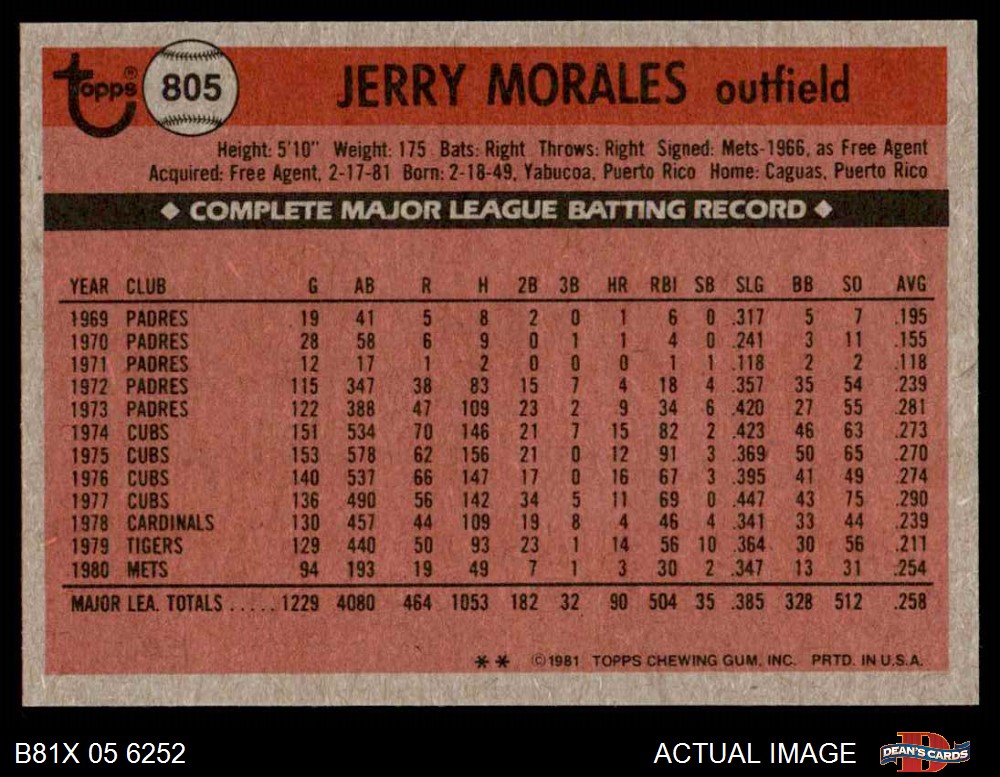 topps® 805 JERRY MORALES outfield
Height: 5'10" Weight: 175 Bats: Right Throws: Right Signed: Mets-1966, as Free Agent
Acquired: Free Agent, 2-17-81 Born: 2-18-49, Yabucoa, Puerto Rico Home: Caguas, Puerto Rico
◆ COMPLETE MAJOR LEAGUE BATTING RECORD ◆
YEAR CLUB G AB R H 2B 3B HR RBI SB SLG BB SO AVG
1969 PADRES 19 41 5 8 2 0 1 6 0 .317 5 7 .195
1970 PADRES 28 58 6 9 0 1 1 4 0 .241 3 11 .155
1971 PADRES 12 17 1 2 0 0 0 1 1 .118 2 2 .118
1972 PADRES 115 347 38 83 15 7 4 18 4 .357 35 54 .239
1973 PADRES 122 388 47 109 23 2 9 34 6 .420 27 55 .281
1974 CUBS 151 534 70 146 21 7 15 82 2 .423 46 63 .273
1975 CUBS 153 578 62 156 21 0 12 91 3 .369 50 65 .270
1976 CUBS 140 537 66 147 17 0 16 67 3 .395 41 49 .274
1977 CUBS 136 490 56 142 34 5 11 69 0 .447 43 75 .290
1978 CARDINALS 130 457 44 109 19 8 4 46 4 .341 33 44 .239
1979 TIGERS 129 440 50 93 23 1 14 56 10 .364 30 56 .211
1980 METS 94 193 19 49 7 1 3 30 2 .347 13 31 .254
MAJOR LEA. TOTALS ..... 1229 4080 464 1053 182 32 90 504 35 .385 328 512 .258
** ©1981 TOPPS CHEWING GUM, INC. PRTD. IN U.S.A.
B81X 05 6252 ACTUAL IMAGE D DEAN'S CARDS